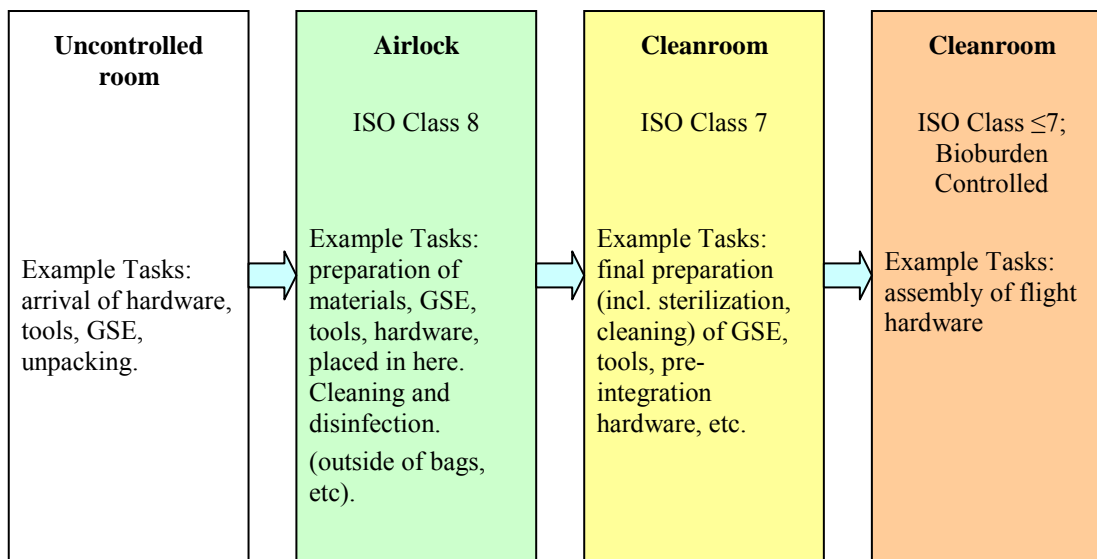 Uncontrolled
room
Example Tasks:
arrival of hardware,
tools, GSE,
unpacking.
Airlock
ISO Class 8
Example Tasks:
preparation of
materials, GSE,
tools, hardware,
placed in here.
Cleaning and
disinfection.
(outside of bags,
etc).
Cleanroom
ISO Class 7
Example Tasks:
final preparation
(incl. sterilization,
cleaning) of GSE,
tools, pre-
integration
hardware, etc.
Cleanroom
ISO Class ≤7;
Bioburden
Controlled
Example Tasks:
assembly of flight
hardware